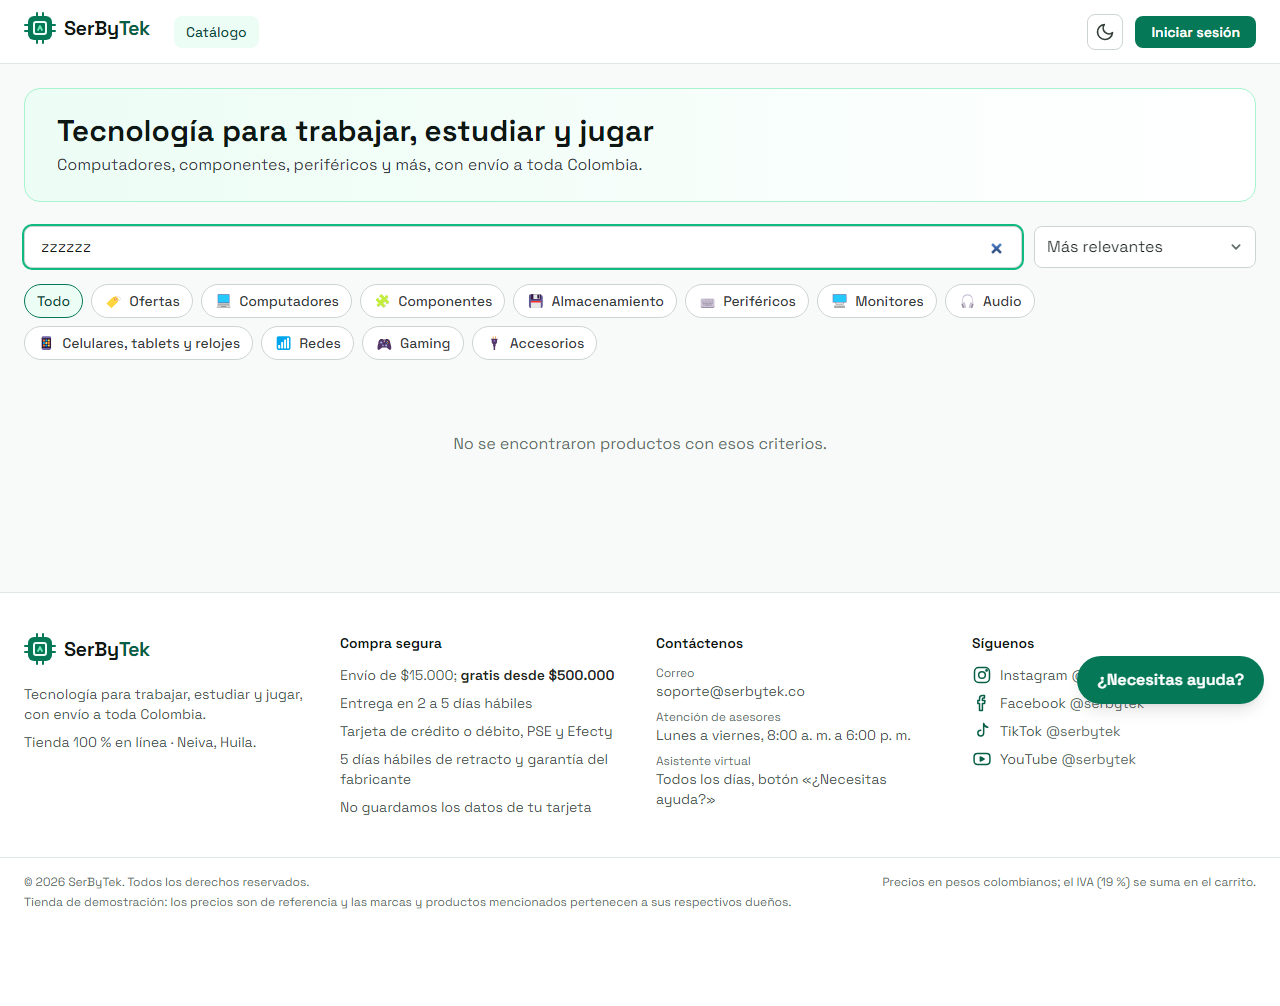 SerByTek
Catálogo
Iniciar sesión
Tecnología para trabajar, estudiar y jugar
Computadores, componentes, periféricos y más, con envío a toda Colombia.
zzzzzz
Más relevantes
Todo
Ofertas
Computadores
Componentes
Almacenamiento
Periféricos
Monitores
Audio
Celulares, tablets y relojes
Redes
Gaming
Accesorios
No se encontraron productos con esos criterios.
SerByTek
Tecnología para trabajar, estudiar y jugar,
con envío a toda Colombia.
Tienda 100 % en línea · Neiva, Huila.
Compra segura
Envío de $15.000; gratis desde $500.000
Entrega en 2 a 5 días hábiles
Tarjeta de crédito o débito, PSE y Efecty
5 días hábiles de retracto y garantía del
fabricante
No guardamos los datos de tu tarjeta
Contáctenos
Correo
soporte@serbytek.co
Atención de asesores
Lunes a viernes, 8:00 a. m. a 6:00 p. m.
Asistente virtual
Todos los días, botón «¿Necesitas
ayuda?»
Síguenos
Instagram
¿Necesitas ayuda?
Facebook @serbytek
TikTok @serbytek
YouTube @serbytek
© 2026 SerByTek. Todos los derechos reservados.
Precios en pesos colombianos; el IVA (19 %) se suma en el carrito.
Tienda de demostración: los precios son de referencia y las marcas y productos mencionados pertenecen a sus respectivos dueños.